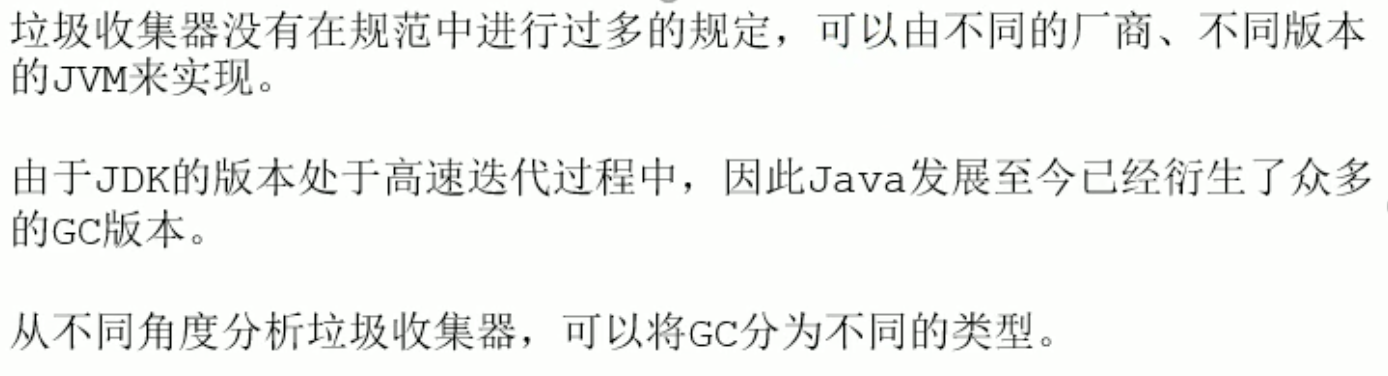 垃圾收集器没有在规范中进行过多的规定，可以由不同的厂商、不同版本
的JVM来实现。
由于JDK的版本处于高速迭代过程中，因此Java发展至今已经衍生了众多
的GC版本。
从不同角度分析垃圾收集器，可以将GC分为不同的类型。